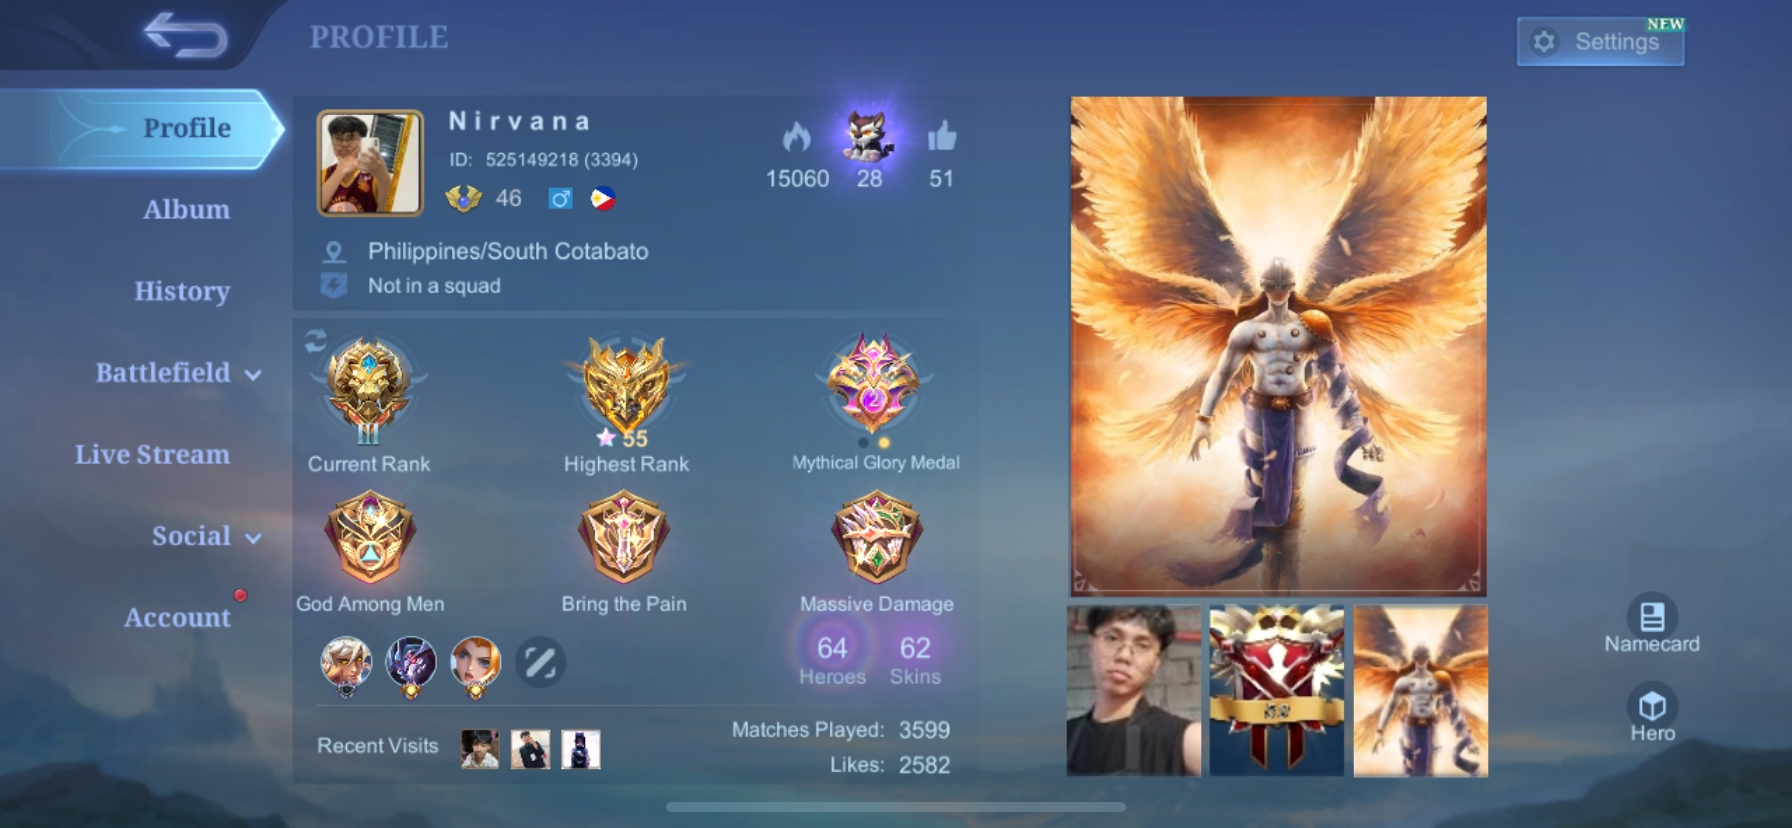 PROFILE
NEW
Settings
Profile
Album
History
Battlefield
Live Stream
Social
Account
Nirvana
ID: 525149218 (3394)
46
15060
28
51
Philippines/South Cotabato
Not in a squad
III
55
2
Current Rank
Highest Rank
Mythical Glory Medal
God Among Men
Bring the Pain
Massive Damage
64
62
Heroes
Skins
Recent Visits
Matches Played: 3599
Likes: 2582
Namecard
Hero